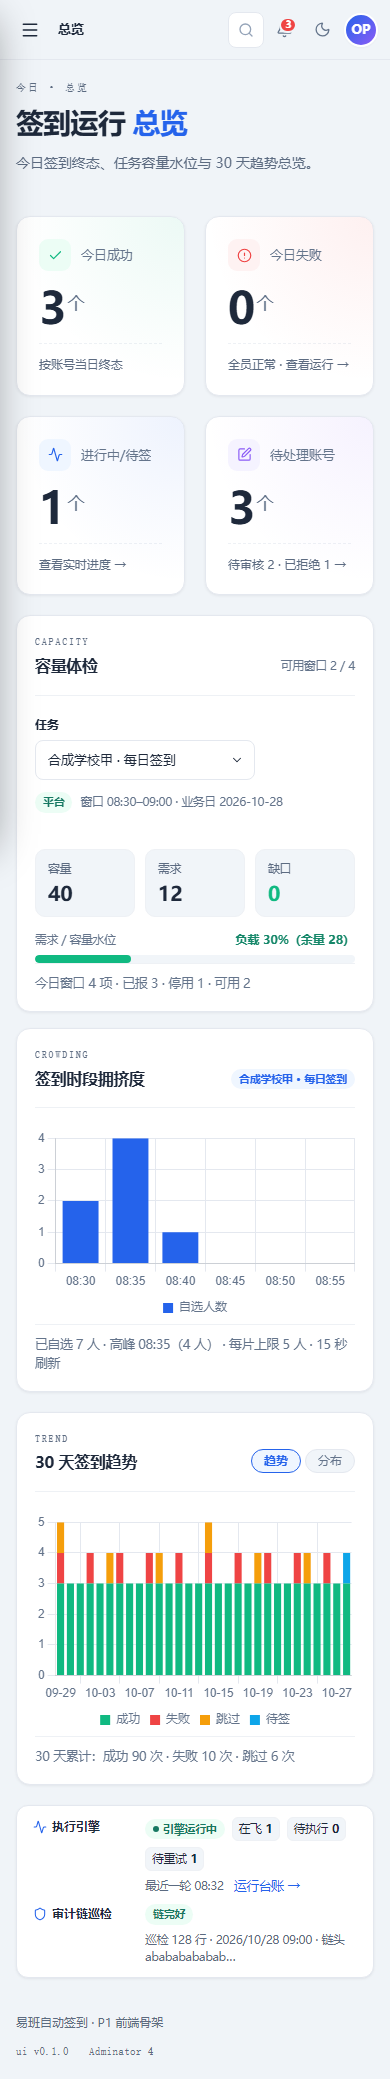 总览
3
OP
今日 · 总览
签到运行 总览
今日签到终态、任务容量水位与 30 天趋势总览。
今日成功
3个
按账号当日终态
今日失败
0个
全员正常 · 查看运行 →
进行中/待签
1个
查看实时进度 →
待处理账号
3个
待审核 2 · 已拒绝 1 →
CAPACITY
容量体检
可用窗口 2 / 4
任务
合成学校甲 · 每日签到
平台 窗口 08:30–09:00 · 业务日 2026-10-28
容量
40
需求
12
缺口
0
需求 / 容量水位
负载 30%（余量 28）
今日窗口 4 项 · 已报 3 · 停用 1 · 可用 2
CROWDING
签到时段拥挤度
合成学校甲 • 每日签到
4
3
2
1
0
08:30 08:35 08:40 08:45 08:50 08:55
自选人数
已自选 7 人 · 高峰 08:35（4 人） · 每片上限 5 人 · 15 秒
刷新
TREND
30 天签到趋势
趋势 分布
5
4
3
2
1
0
09-29 10-03 10-07 10-11 10-15 10-19 10-23 10-27
成功 失败 跳过 待签
30 天累计：成功 90 次 · 失败 10 次 · 跳过 6 次
执行引擎
引擎运行中 在飞 1 待执行 0
待重试 1
最近一轮 08:32 运行台账 →
审计链巡检
链完好
巡检 128 行 · 2026/10/28 09:00 · 链头
abababababab…
易班自动签到 · P1 前端骨架
ui v0.1.0 Adminator 4